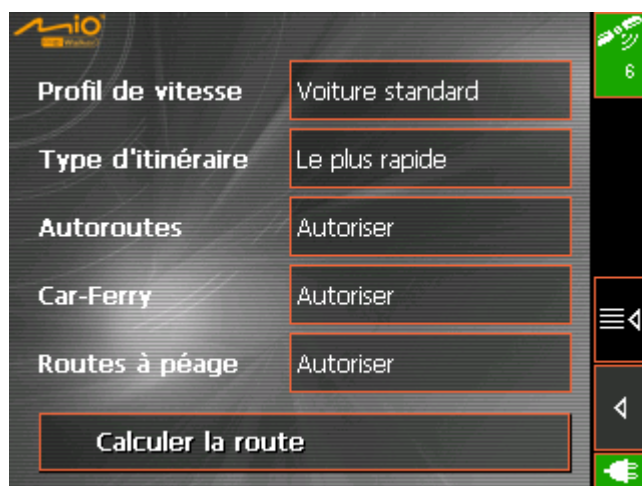 Mio
Profil de vitesse Voiture standard
6
Type d'itinéraire Le plus rapide
Autoroutes Autoriser
Car-Ferry Autoriser
Routes à péage Autoriser
Calculer la route